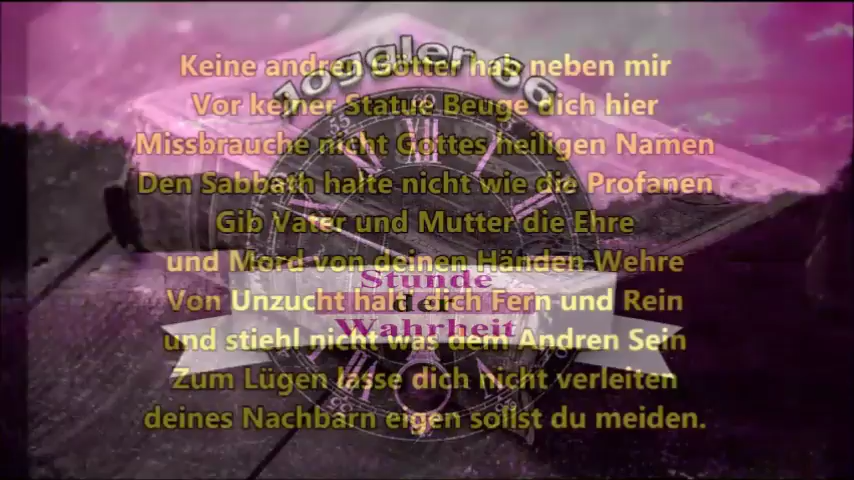 Joggler 66
Keine andren Götter hab neben mir
Vor keiner Statue Beuge dich hier
Missbrauche nicht Gottes heiligen Namen
Den Sabbath halte nicht wie die Profanen
Gib Vater und Mutter die Ehre
und Mord von deinen Händen Wehre
Von Unzucht halt dich Fern und Rein
und stiehl nicht was dem Andren Sein
Zum Lügen lasse dich nicht verleiten
deines Nachbarn eigen sollst du meiden.
Stunde
der
Wahrheit